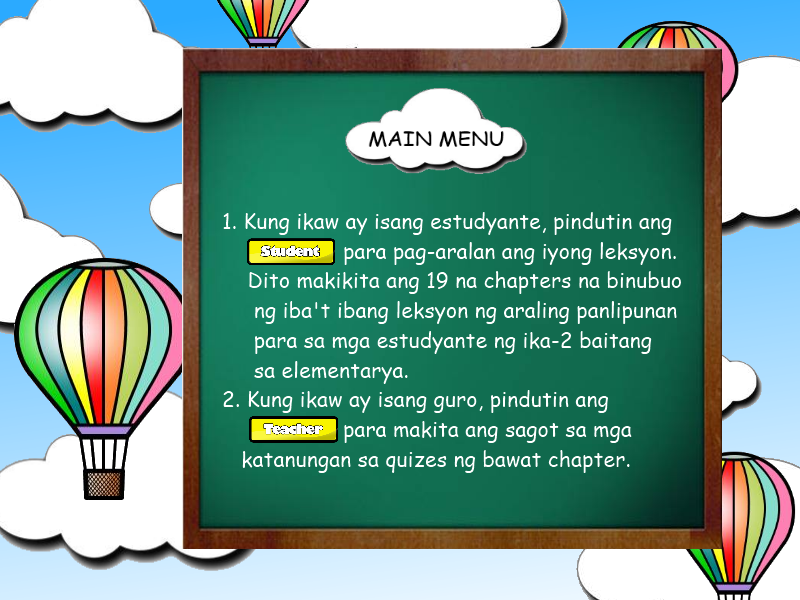 MAIN MENU
1. Kung ikaw ay isang estudyante, pindutin ang
Student para pag-aralan ang iyong leksyon.
Dito makikita ang 19 na chapters na binubuo
ng iba't ibang leksyon ng araling panlipunan
para sa mga estudyante ng ika-2 baitang
sa elementarya.
2. Kung ikaw ay isang guro, pindutin ang
Teacher para makita ang sagot sa mga
katanungan sa quizes ng bawat chapter.